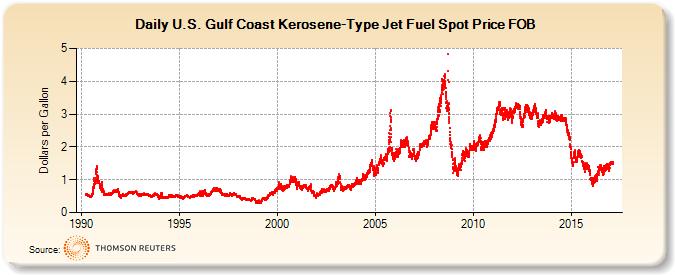 Daily U.S. Gulf Coast Kerosene-Type Jet Fuel Spot Price FOB
Dollars per Gallon
5
4
3
2
1
0
1990 1995 2000 2005 2010 2015
Source: THOMSON REUTERS